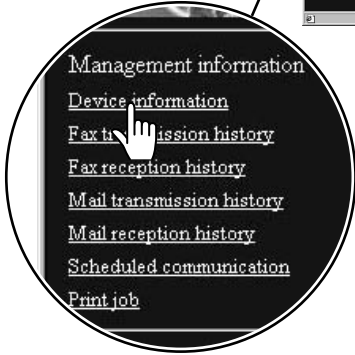 Management information
Device information
Fax transmission history
Fax reception history
Mail transmission history
Mail reception history
Scheduled communication
Print job